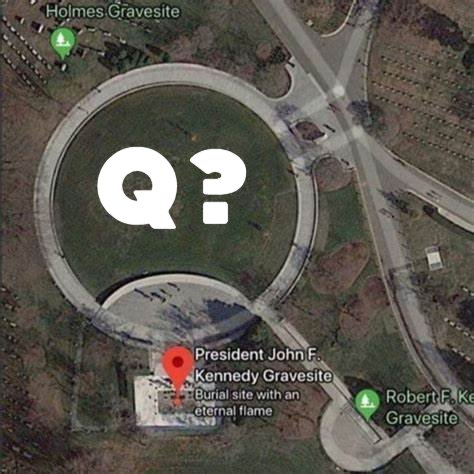 Holmes Gravesite
Q?
President John F.
Kennedy Gravesite
Burial site with an
eternal flame
Robert F. Ke
Gravesite